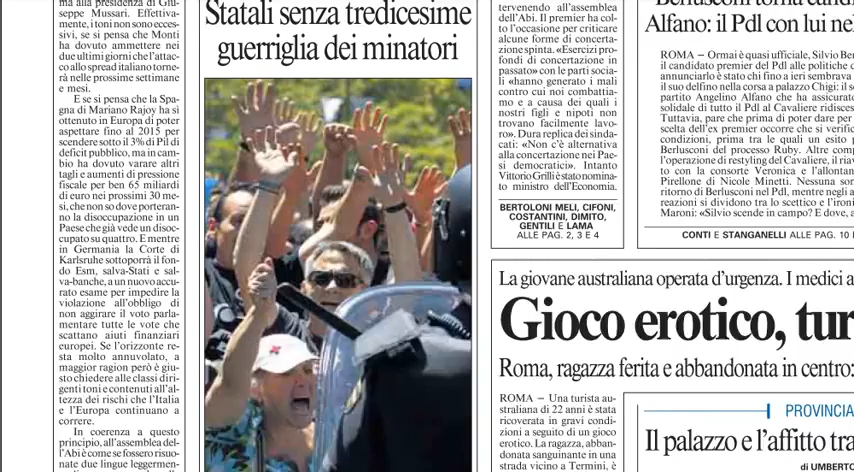 ma alla presidenza di Giu-
seppe Mussari. Effettiva-
mente, i toni non sono ecces-
sivi, se si pensa che Monti
ha dovuto ammettere nei
due ultimi giorni che l'attac-
co allo spread italiano torne-
rà nelle prossime settimane
e mesi.
E se si pensa che la Spa-
gna di Mariano Rajoy ha sì
ottenuto in Europa di poter
aspettare fino al 2015 per
scendere sotto il 3% di Pil di
deficit pubblico, ma in cam-
bio ha dovuto varare altri
tagli e aumenti di pressione
fiscale per ben 65 miliardi
di euro nei prossimi 30 me-
si, che non so dove porteran-
no la disoccupazione in un
Paese che già vede un disoc-
cupato su quattro. E mentre
in Germania la Corte di
Karlsruhe sottoporrà il fon-
do Esm, salva-Stati e sal-
va-banche, a un nuovo accu-
rato esame per impedire la
violazione all'obbligo di
non aggirare il voto parla-
mentare tutte le vote che
scattano aiuti finanziari
europei. Se l'orizzonte re-
sta molto annuvolato, a
maggior ragion però è giu-
sto chiedere alle classi diri-
genti toni e contenuti all'al-
tezza dei rischi che l'Italia
e l'Europa continuano a
correre.
In coerenza a questo
principio, all'assemblea del-
l'Abi è come se fossero risuo-
nate due lingue leggermen-
Statali senza tredicesime
guerriglia dei minatori
tervenendo all'assemblea
dell'Abi. Il premier ha col-
to l'occasione per criticare
alcune forme di concerta-
zione spinta. «Esercizi pro-
fondi di concertazione in
passato» con le parti socia-
li «hanno generato i mali
contro cui noi combattia-
mo e a causa dei quali i
nostri figli e nipoti non
trovano facilmente lavo-
ro». Dura replica dei sinda-
cati: «Non c'è alternativa
alla concertazione nei Pae-
si democratici». Intanto
Vittorio Grilli è stato nomina-
to ministro dell'Economia.
BERTOLONI MELI, CIFONI,
COSTANTINI, DIMITO,
GENTILI E LAMA
ALLE PAG. 2, 3 E 4
Berlusconi torna candi
Alfano: il Pdl con lui nel
ROMA – Ormai è quasi ufficiale, Silvio Ber
il candidato premier del Pdl alle politiche d
annunciarlo è stato chi fino a ieri sembrava
il suo delfino nella corsa a palazzo Chigi: il s
partito Angelino Alfano che ha assicurato
solidale di tutto il Pdl al Cavaliere ridisces
Tuttavia, pare che prima di poter dare per
scelta dell'ex premier occorre che si verific
condizioni, prima tra le quali un esito p
Berlusconi del processo Ruby. Altre comp
l'operazione di restyling del Cavaliere, il riav
to con la consorte Veronica e l'allontan
Pirellone di Nicole Minetti. Nessuna sor
ritorno di Berlusconi nel Pdl, mentre negli a
reazioni si dividono tra lo scettico e l'ironi
Maroni: «Silvio scende in campo? E dove, a
CONTI E STANGANELLI ALLE PAG. 10 E
La giovane australiana operata d'urgenza. I medici a
Gioco erotico, tur
Roma, ragazza ferita e abbandonata in centro:
ROMA – Una turista au-
straliana di 22 anni è stata
ricoverata in gravi condi-
zioni a seguito di un gioco
erotico. La ragazza, abban-
donata sanguinante in una
strada vicino a Termini, è
PROVINCIA
Il palazzo e l'affitto tra
di UMBERT